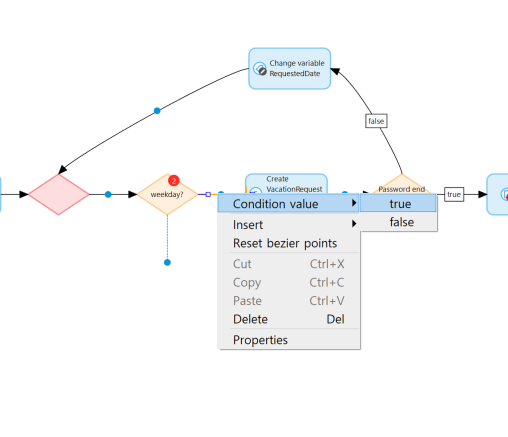 Change variable
RequestedDate
false
2
weekday?
Create
VacationRequest
Password end
true
Condition value
true
false
Insert
Reset bezier points
Cut Ctrl+X
Copy Ctrl+C
Paste Ctrl+V
Delete Del
Properties